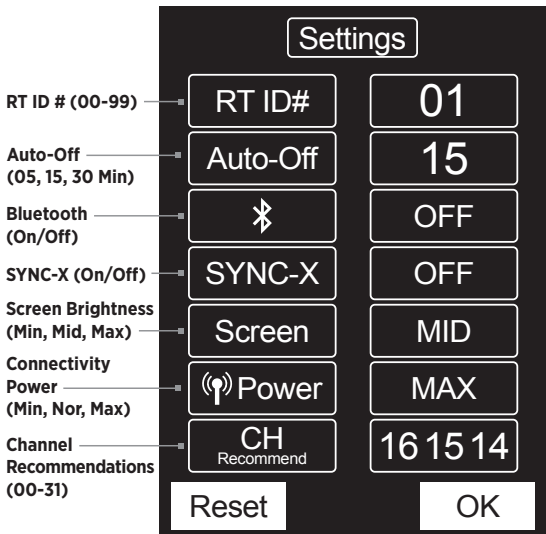 Settings
RT ID # (00-99)
RT ID#
01
Auto-Off
(05, 15, 30 Min)
Auto-Off
15
Bluetooth
(On/Off)
OFF
SYNC-X (On/Off)
SYNC-X
OFF
Screen Brightness
(Min, Mid, Max)
Screen
MID
Connectivity
Power
(Min, Nor, Max)
Power
MAX
Channel
Recommendations
(00-31)
CH
Recommend
16 15 14
Reset
OK